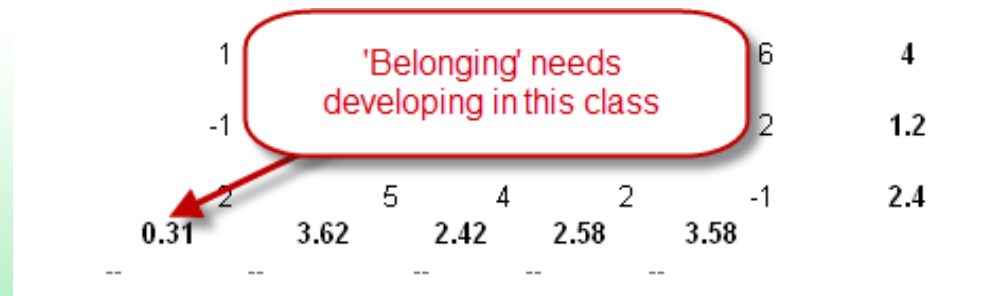 1 'Belonging' needs 6 4
-1 developing in this class 2 1.2
2 5 4 2 -1 2.4
0.31 3.62 2.42 2.58 3.58
-- -- -- -- --